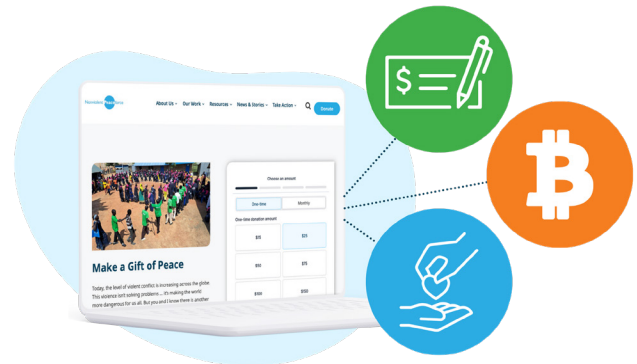 Nonviolent Peaceforce
About Us Our Work Resources News & Stories Take Action Donate
Choose an amount
One-time Monthly
One-time donation amount
$15 $25
$50 $75
$100
Make a Gift of Peace
Today, the level of violent conflict is increasing across the globe.
This violence isn't solving problems ... it's making the world
more dangerous for us all. But you and I know there is another
$